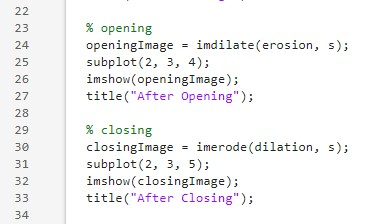 22
23 % opening
24 openingImage = imdilate(erosion, s);
25 subplot(2, 3, 4);
26 imshow(openingImage);
27 title("After Opening");
28
29 % closing
30 closingImage = imerode(dilation, s);
31 subplot(2, 3, 5);
32 imshow(closingImage);
33 title("After Closing");
34